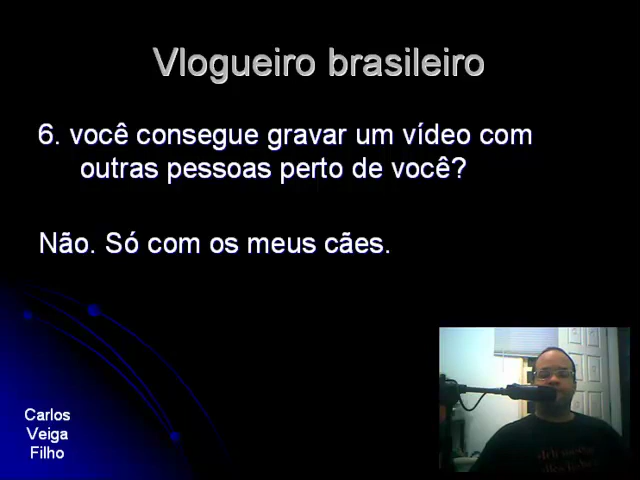 Vlogueiro brasileiro
6. você consegue gravar um vídeo com
outras pessoas perto de você?
Não. Só com os meus cães.
Carlos
Veiga
Filho